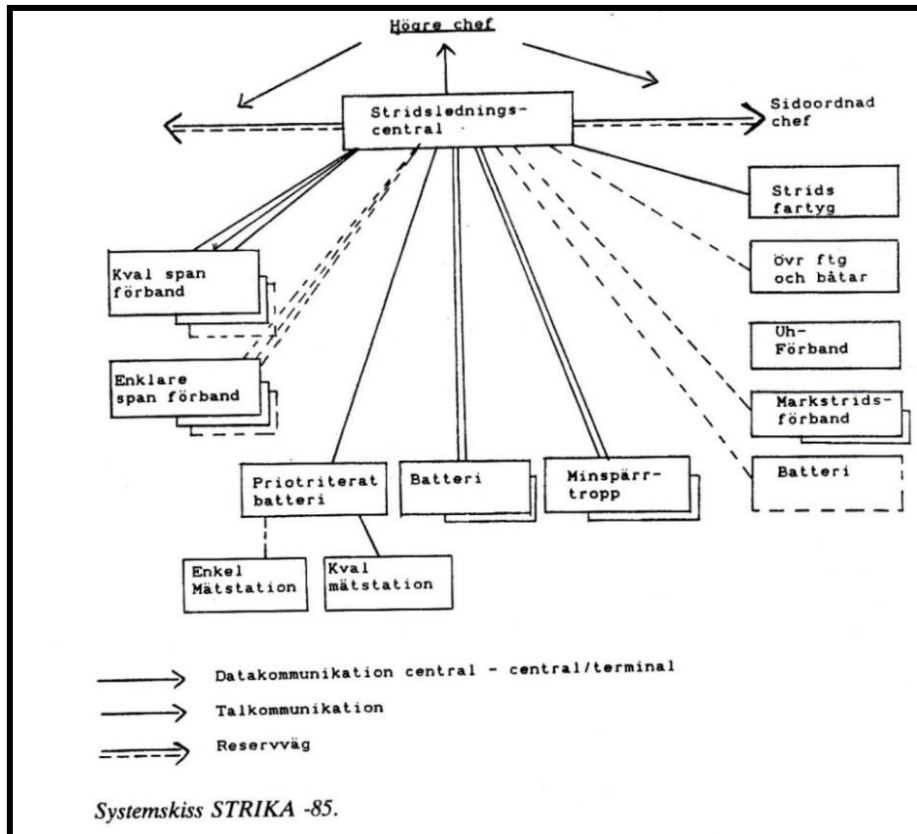 Högre chef
Stridslednings-
central
Sidoordnad
chef
Strids
fartyg
Kval span
förband
övr ftg
och båtar
Uh-
Förband
Enklare
span förband
Markstrids-
förband
Priotriterat
batteri
Batteri
Minspärr-
tropp
Batteri
Enkel
Mätstation
Kval
mätstation
Datakommunikation central - central/terminal
Talkommunikation
Reservväg
Systemskiss STRIKA -85.